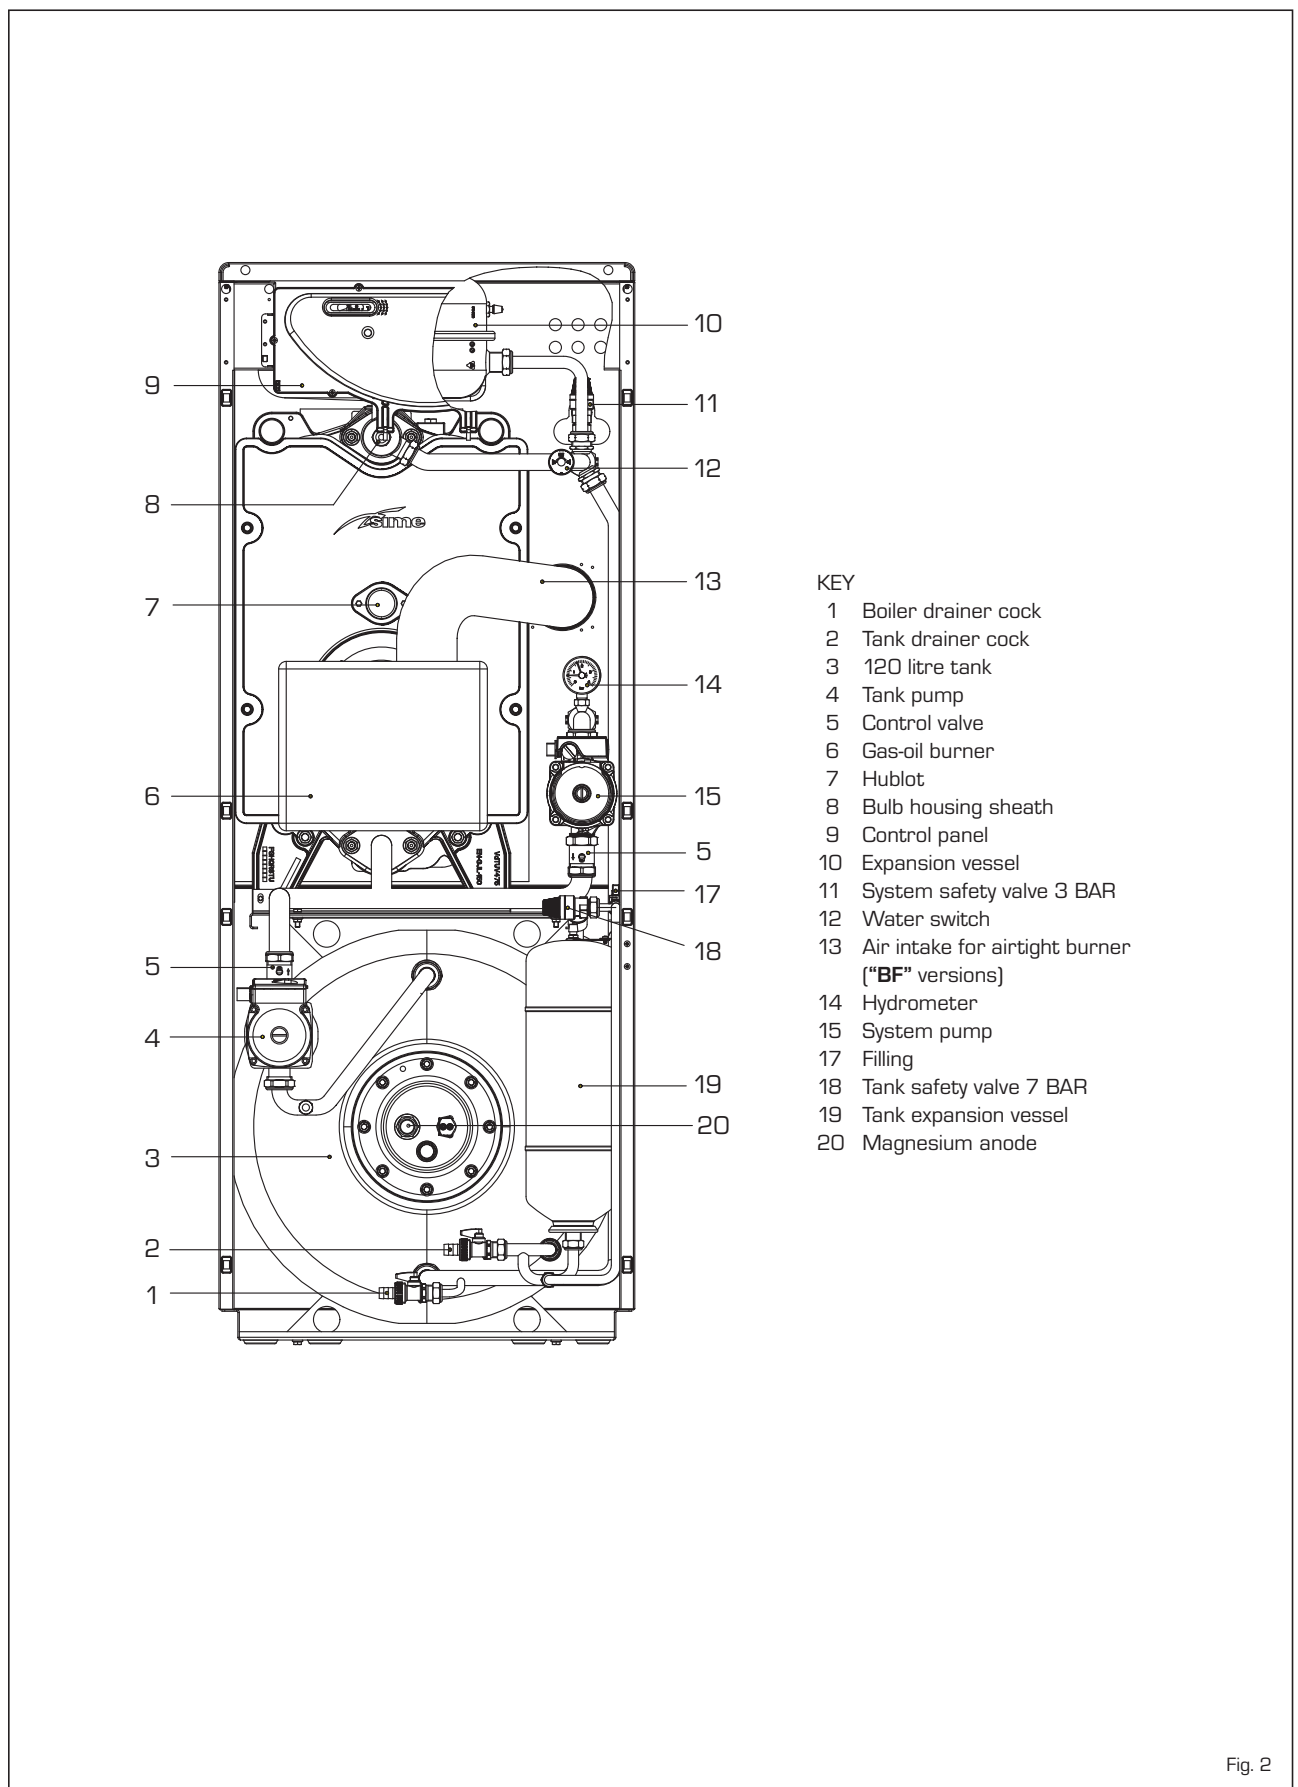 10
9
11
12
8
sime
13
7
14
6
15
5
17
18
5
4
19
20
3
2
1
KEY
1 Boiler drainer cock
2 Tank drainer cock
3 120 litre tank
4 Tank pump
5 Control valve
6 Gas-oil burner
7 Hublot
8 Bulb housing sheath
9 Control panel
10 Expansion vessel
11 System safety valve 3 BAR
12 Water switch
13 Air intake for airtight burner
(“BF” versions)
14 Hydrometer
15 System pump
17 Filling
18 Tank safety valve 7 BAR
19 Tank expansion vessel
20 Magnesium anode
Fig. 2